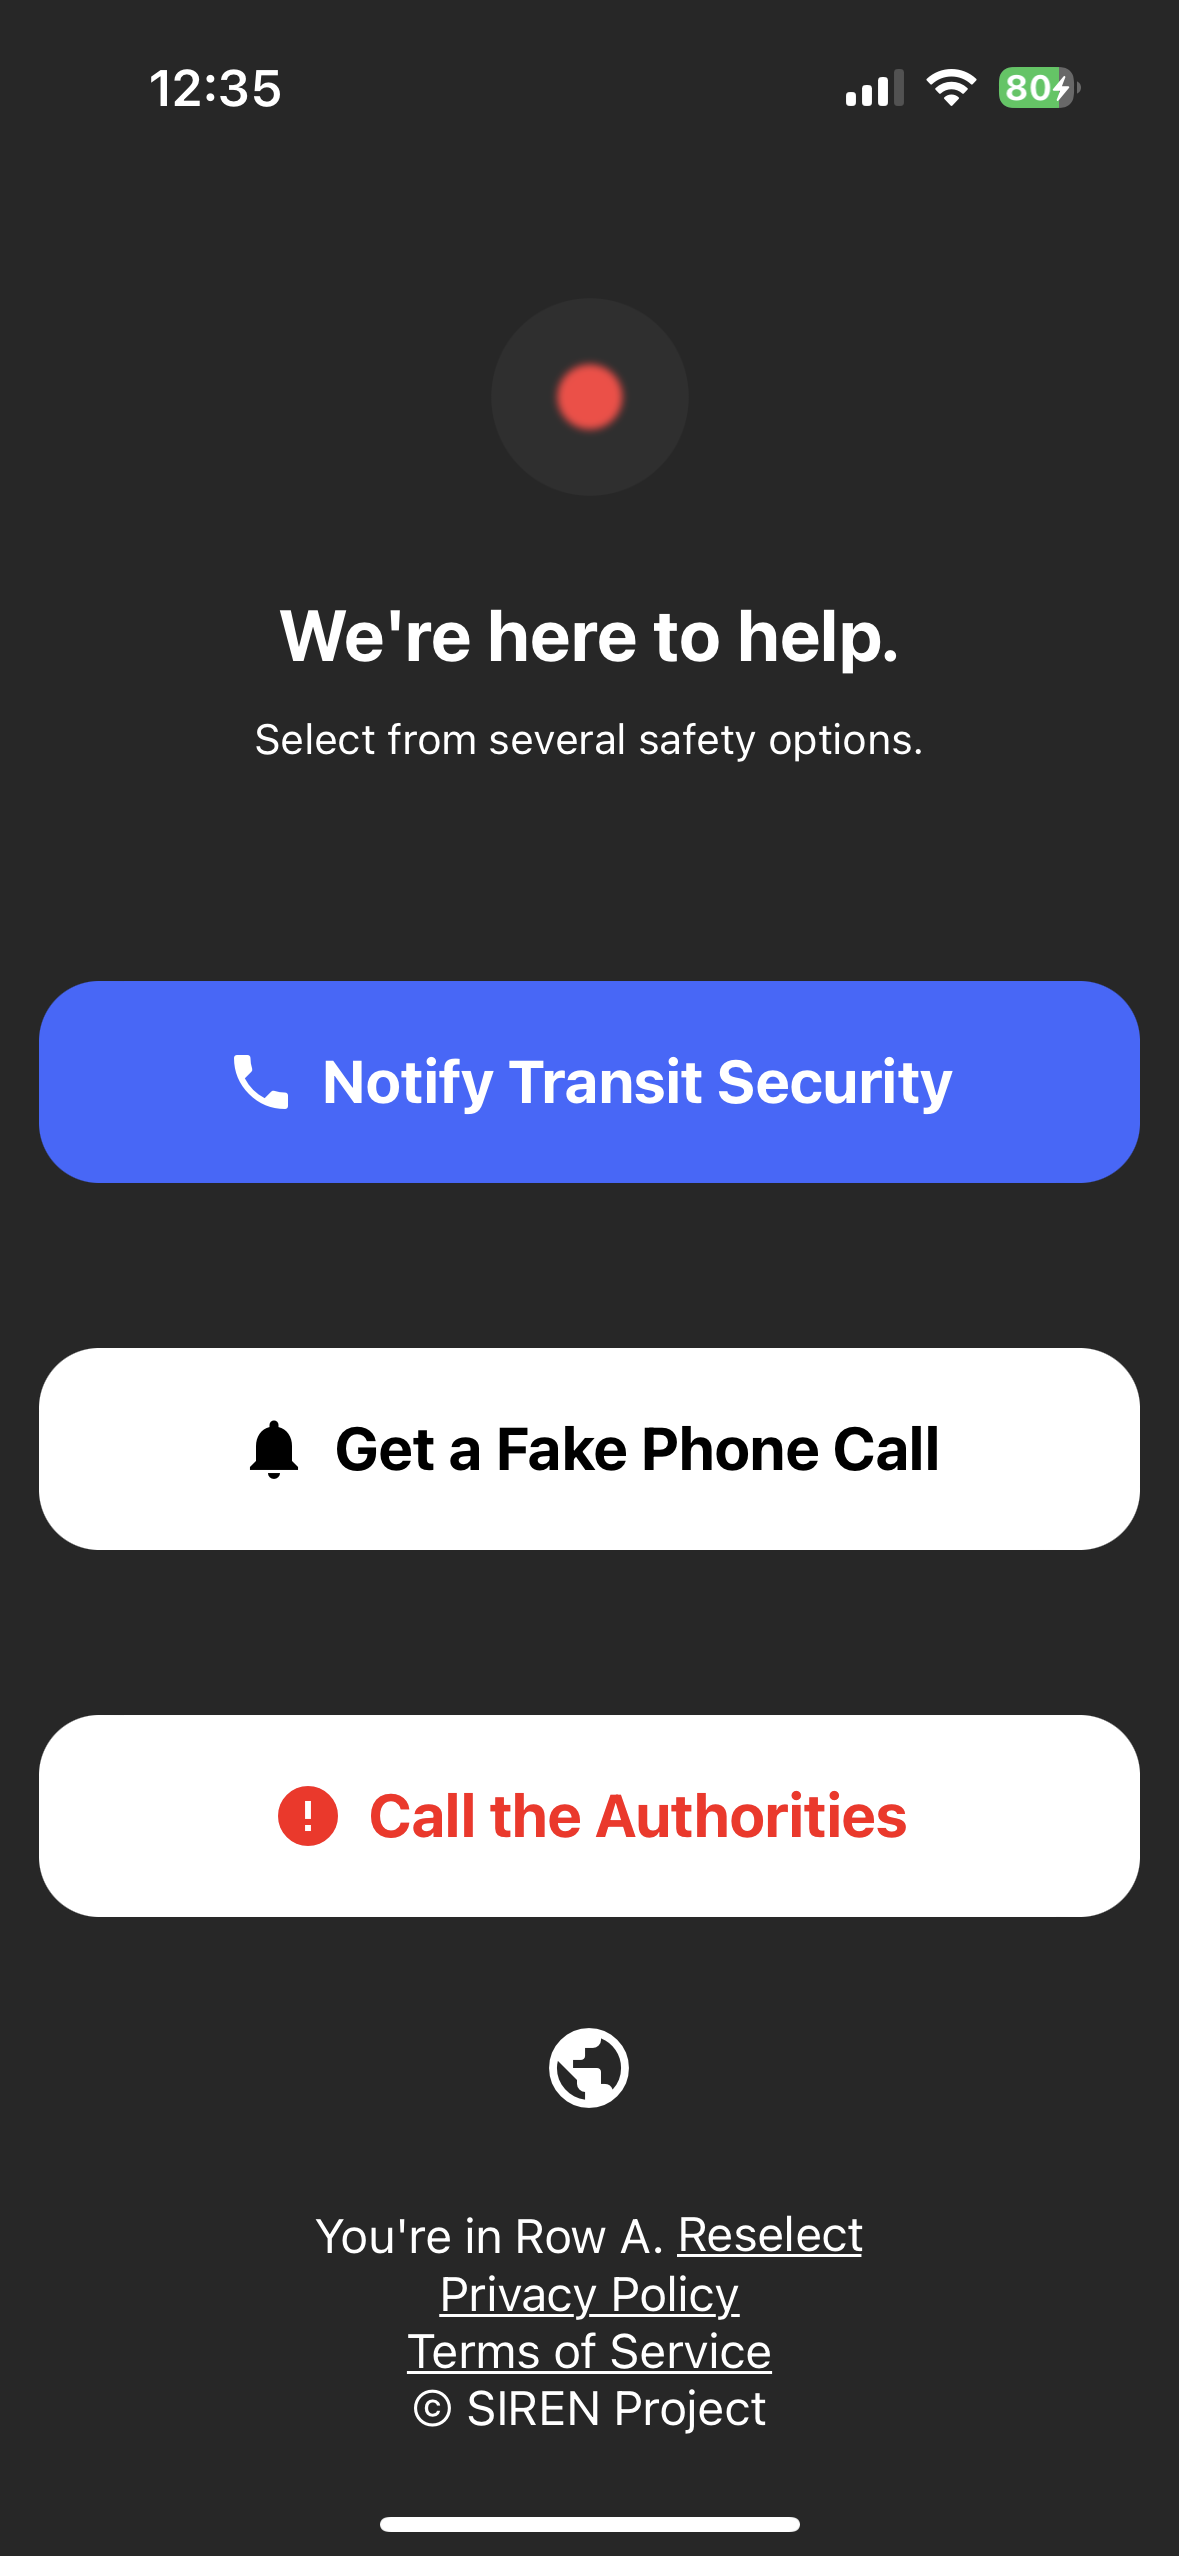 12:35
80
We're here to help.
Select from several safety options.
Notify Transit Security
Get a Fake Phone Call
Call the Authorities
You're in Row A. Reselect
Privacy Policy
Terms of Service
© SIREN Project